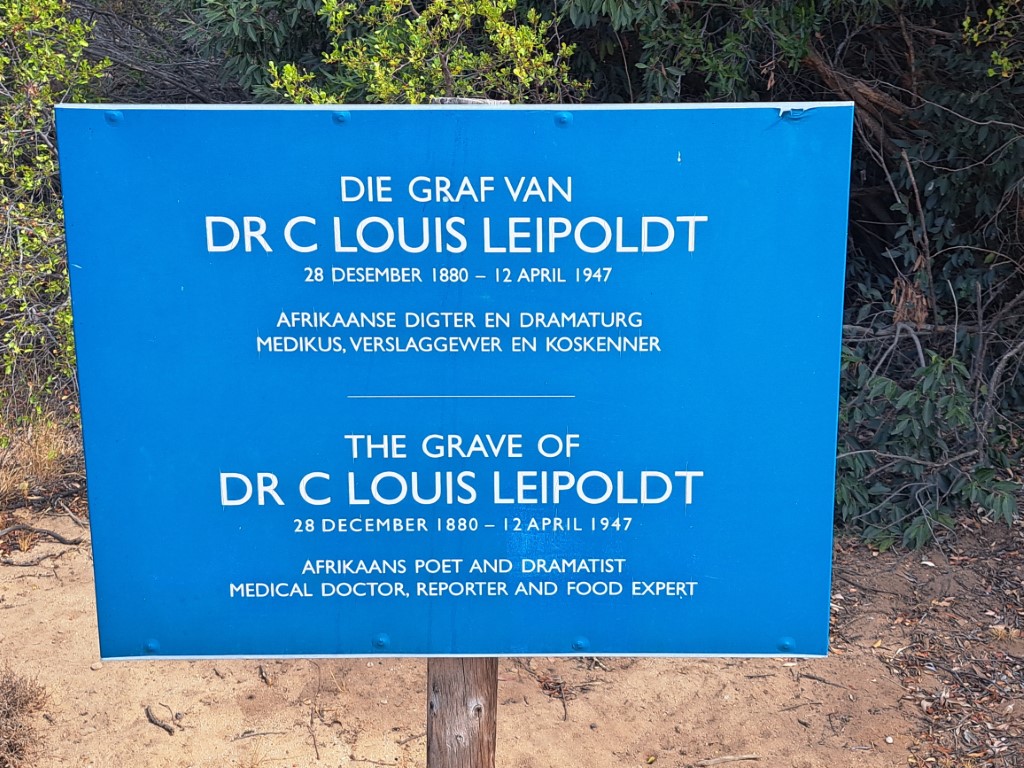 DIE GRAF VAN
DR C LOUIS LEIPOLDT
28 DESEMBER 1880 – 12 APRIL 1947
AFRIKAANSE DIGTER EN DRAMATURG
MEDIKUS, VERSLAGGEWER EN KOSKENNER
THE GRAVE OF
DR C LOUIS LEIPOLDT
28 DECEMBER 1880 – 12 APRIL 1947
AFRIKAANS POET AND DRAMATIST
MEDICAL DOCTOR, REPORTER AND FOOD EXPERT